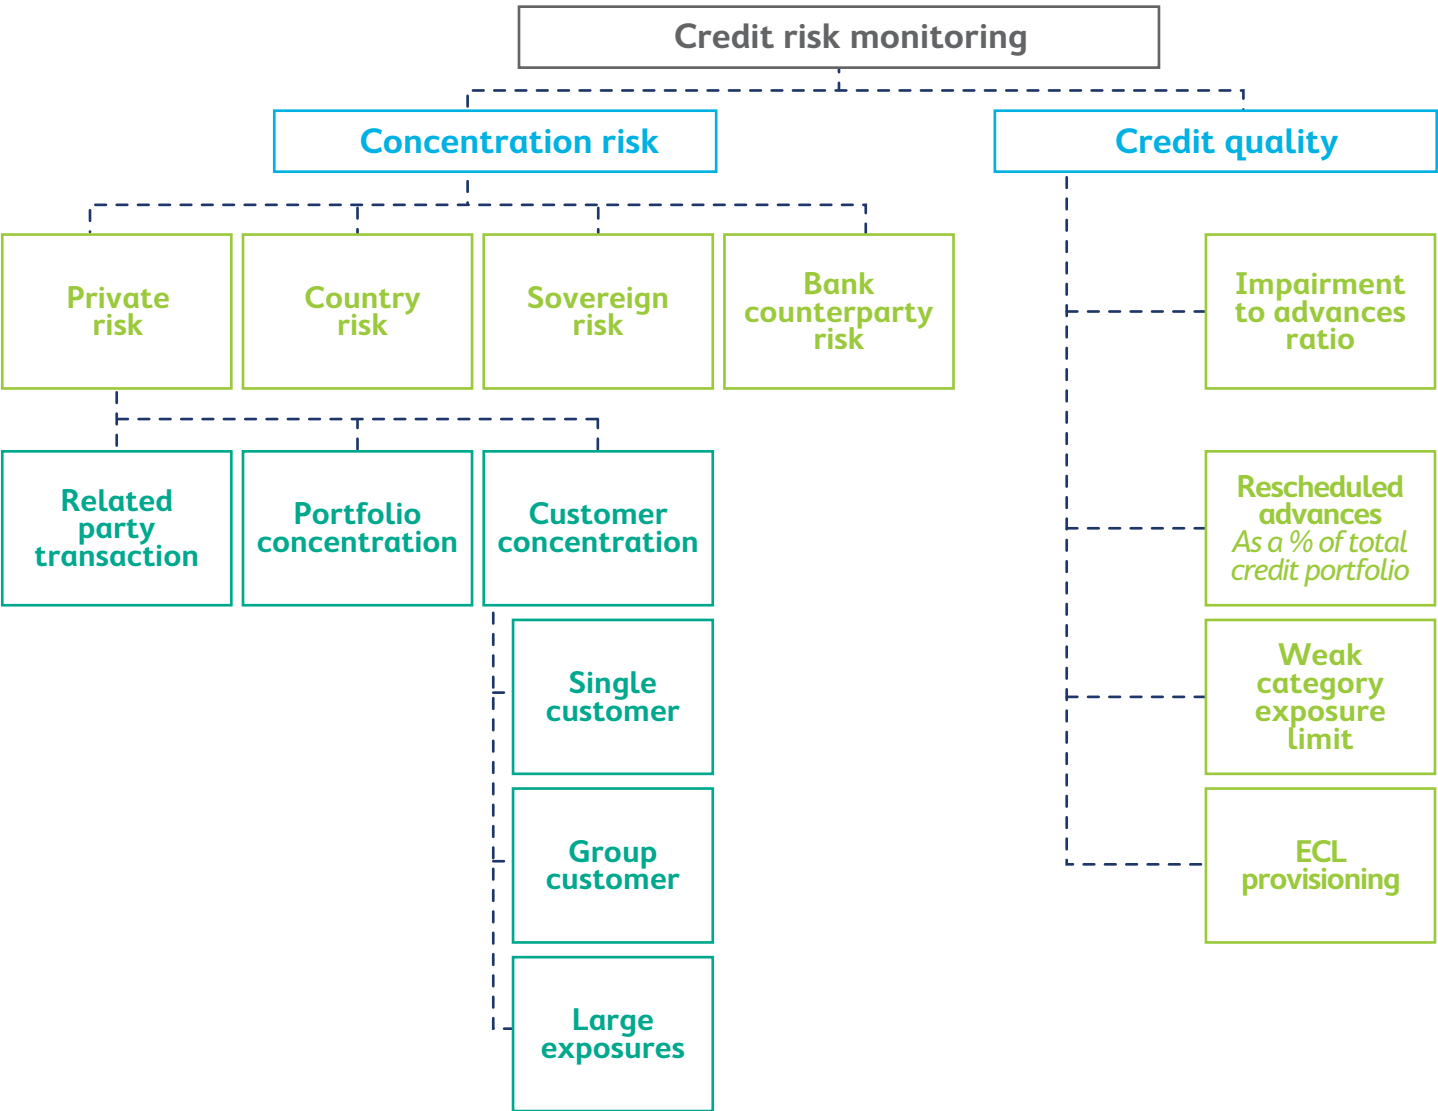 Credit risk monitoring
Concentration risk
Credit quality
Private
risk
Country
risk
Sovereign
risk
Bank
counterparty
risk
Impairment
to advances
ratio
Related
party
transaction
Portfolio
concentration
Customer
concentration
Rescheduled
advances
As a % of total
credit portfolio
Single
customer
Weak
category
exposure
limit
Group
customer
ECL
provisioning
Large
exposures